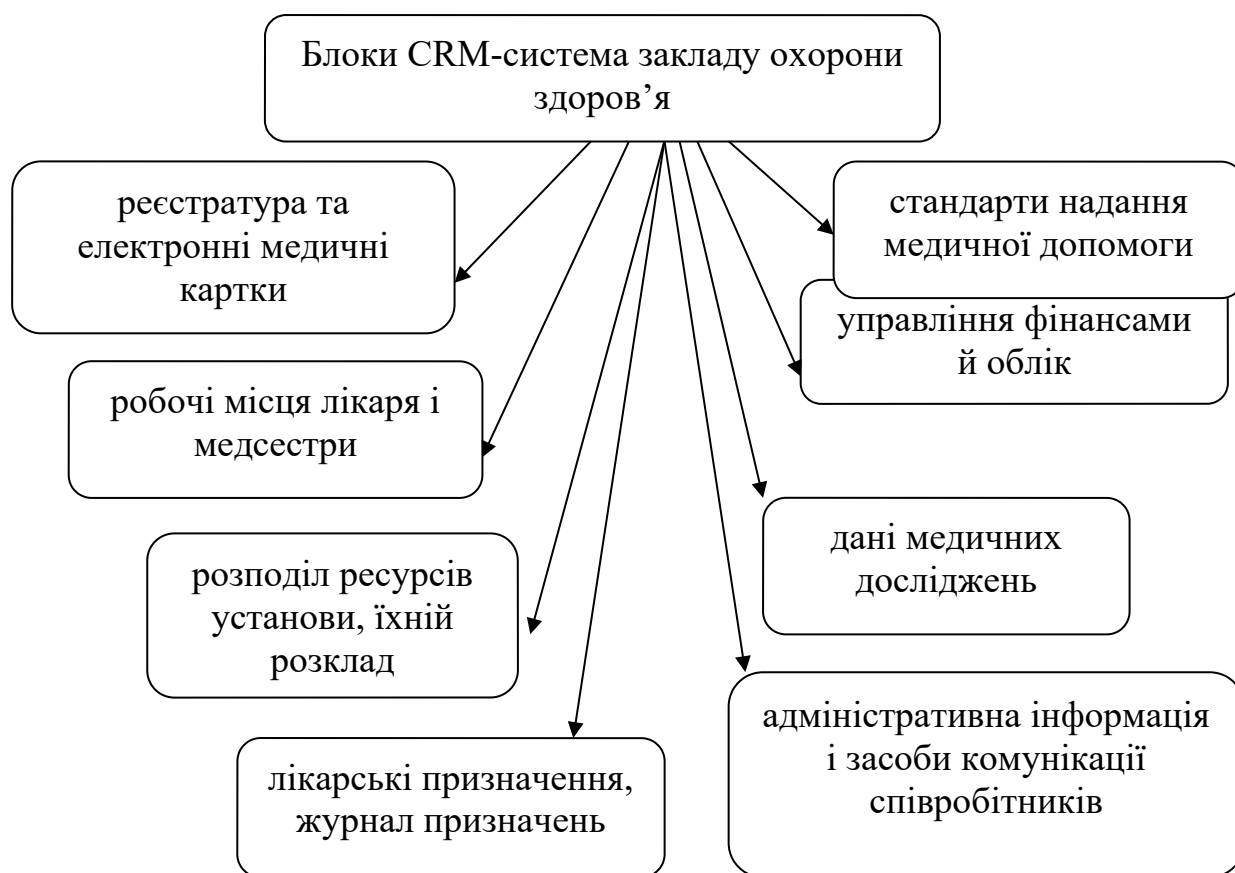 Блоки CRM-система закладу охорони
здоров’я
реєстратура та
електронні медичні
картки
стандарти надання
медичної допомоги
управління фінансами
й облік
робочі місця лікаря і
медсестри
дані медичних
досліджень
розподіл ресурсів
установи, їхній
розклад
адміністративна інформація
і засоби комунікації
співробітників
лікарські призначення,
журнал призначень